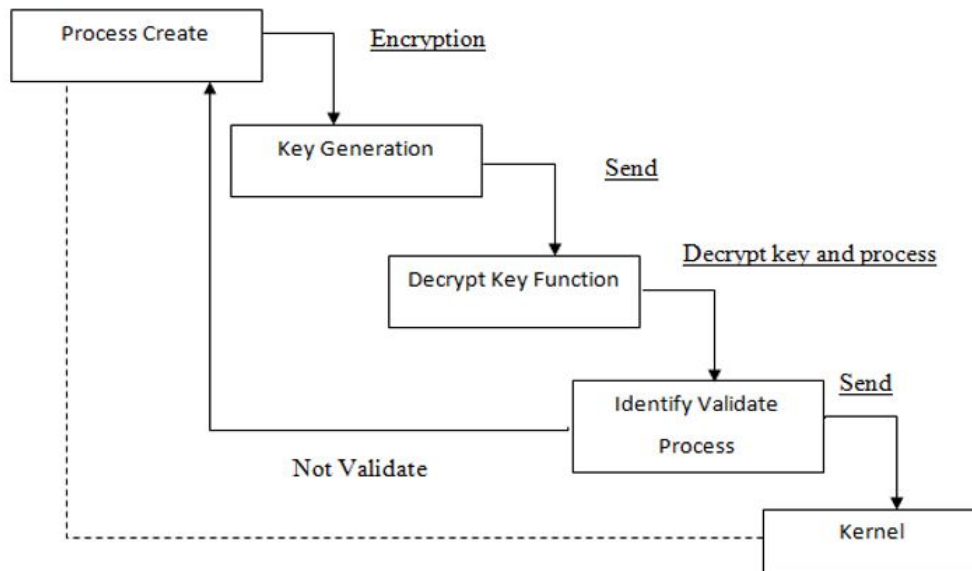 Process Create
Encryption
Key Generation
Send
Decrypt key and process
Decrypt Key Function
Send
Identify Validate
Process
Not Validate
Kernel